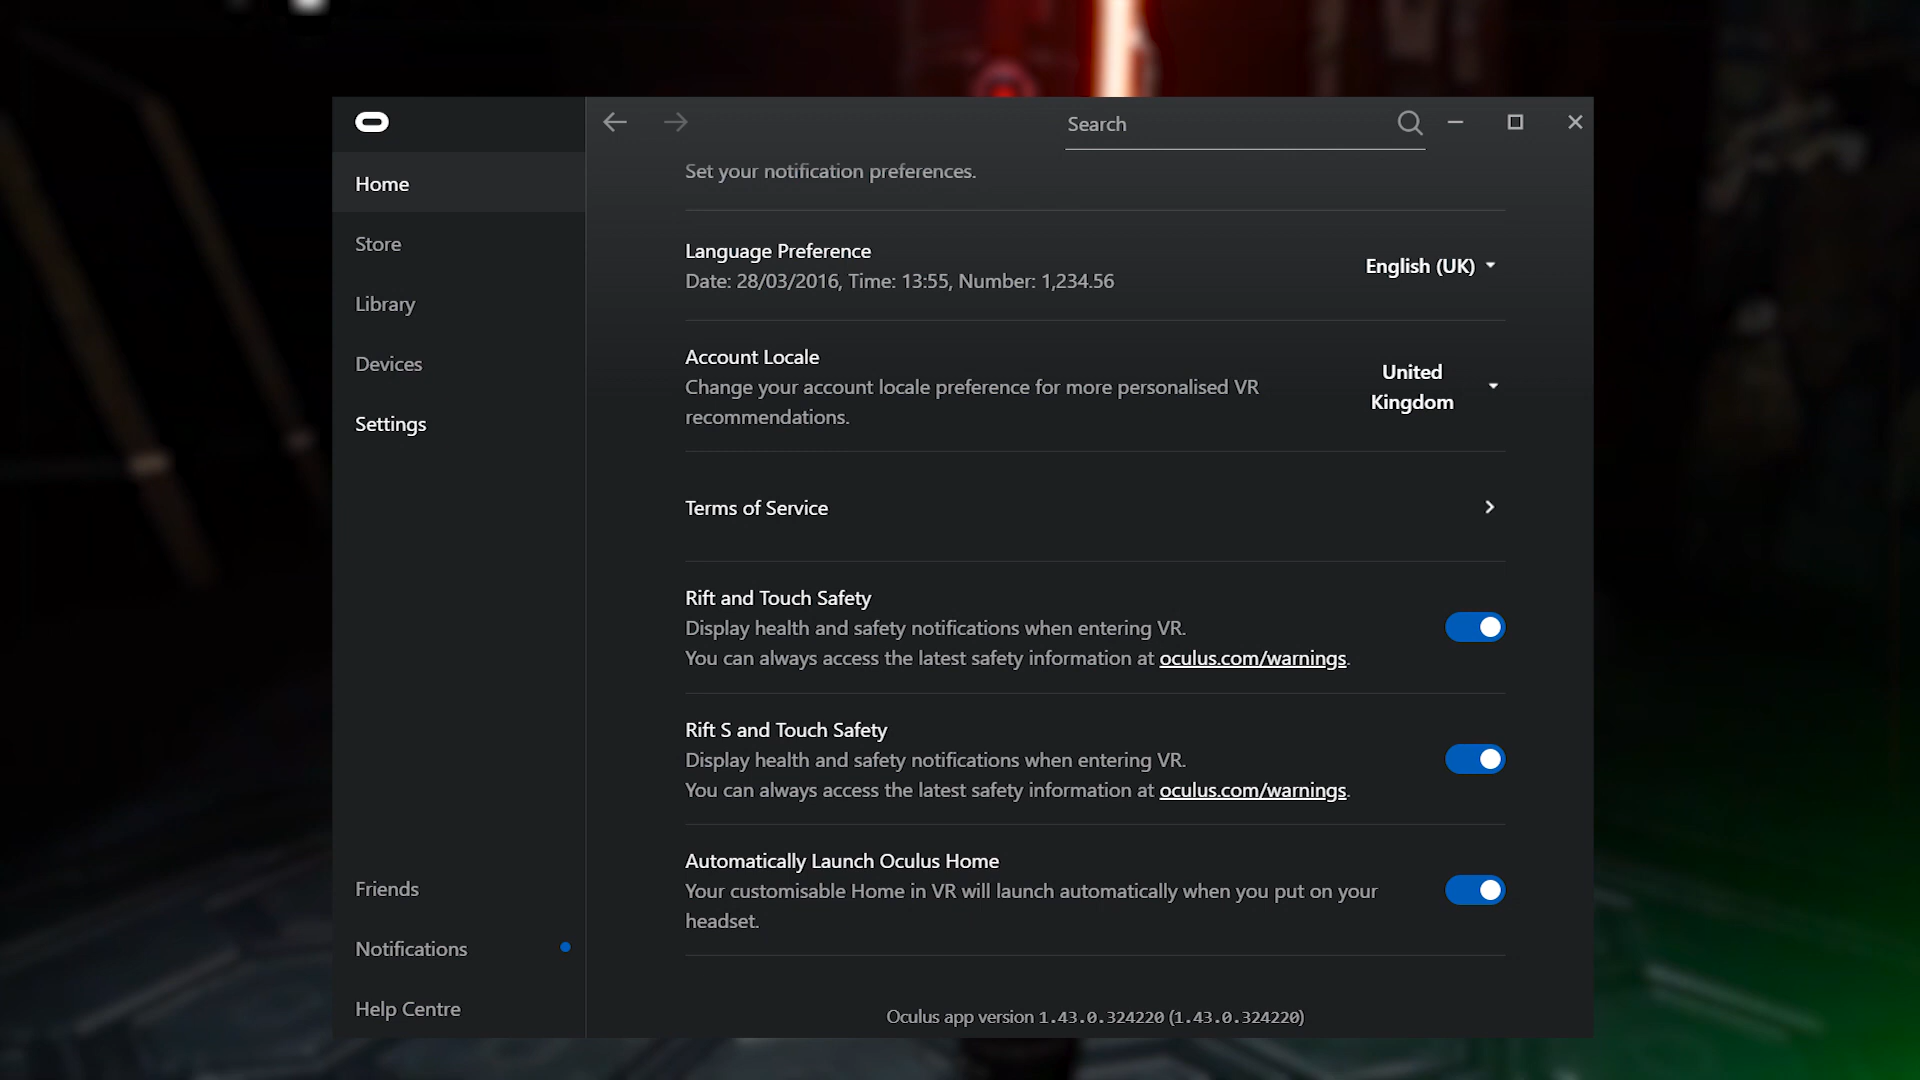 Search
Home
Store
Library
Devices
Settings
Friends
Notifications
Help Centre
Set your notification preferences.
Language Preference
Date: 28/03/2016, Time: 13:55, Number: 1,234.56
English (UK)
Account Locale
Change your account locale preference for more personalised VR
recommendations.
United
Kingdom
Terms of Service
Rift and Touch Safety
Display health and safety notifications when entering VR.
You can always access the latest safety information at oculus.com/warnings.
Rift S and Touch Safety
Display health and safety notifications when entering VR.
You can always access the latest safety information at oculus.com/warnings.
Automatically Launch Oculus Home
Your customisable Home in VR will launch automatically when you put on your
headset.
Oculus app version 1.43.0.324220 (1.43.0.324220)